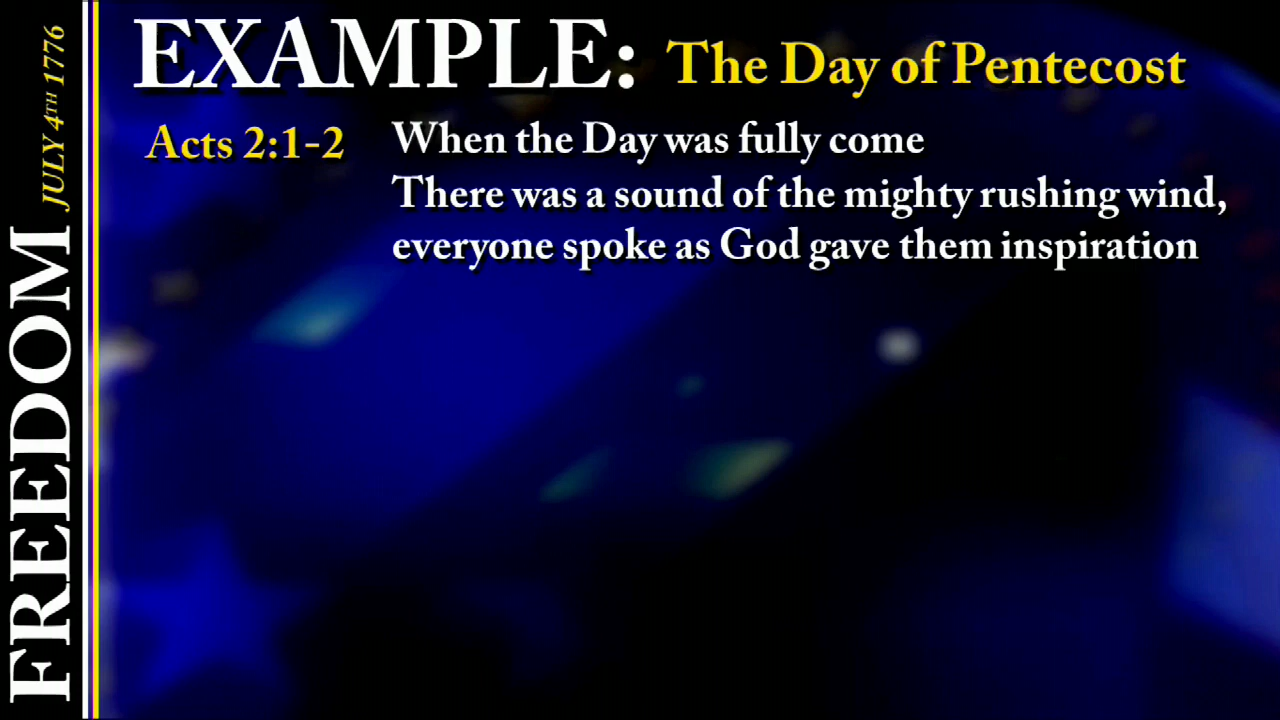 EXAMPLE: The Day of Pentecost
Acts 2:1-2 When the Day was fully come
There was a sound of the mighty rushing wind,
everyone spoke as God gave them inspiration
FREEDOM JULY 4TH 1776